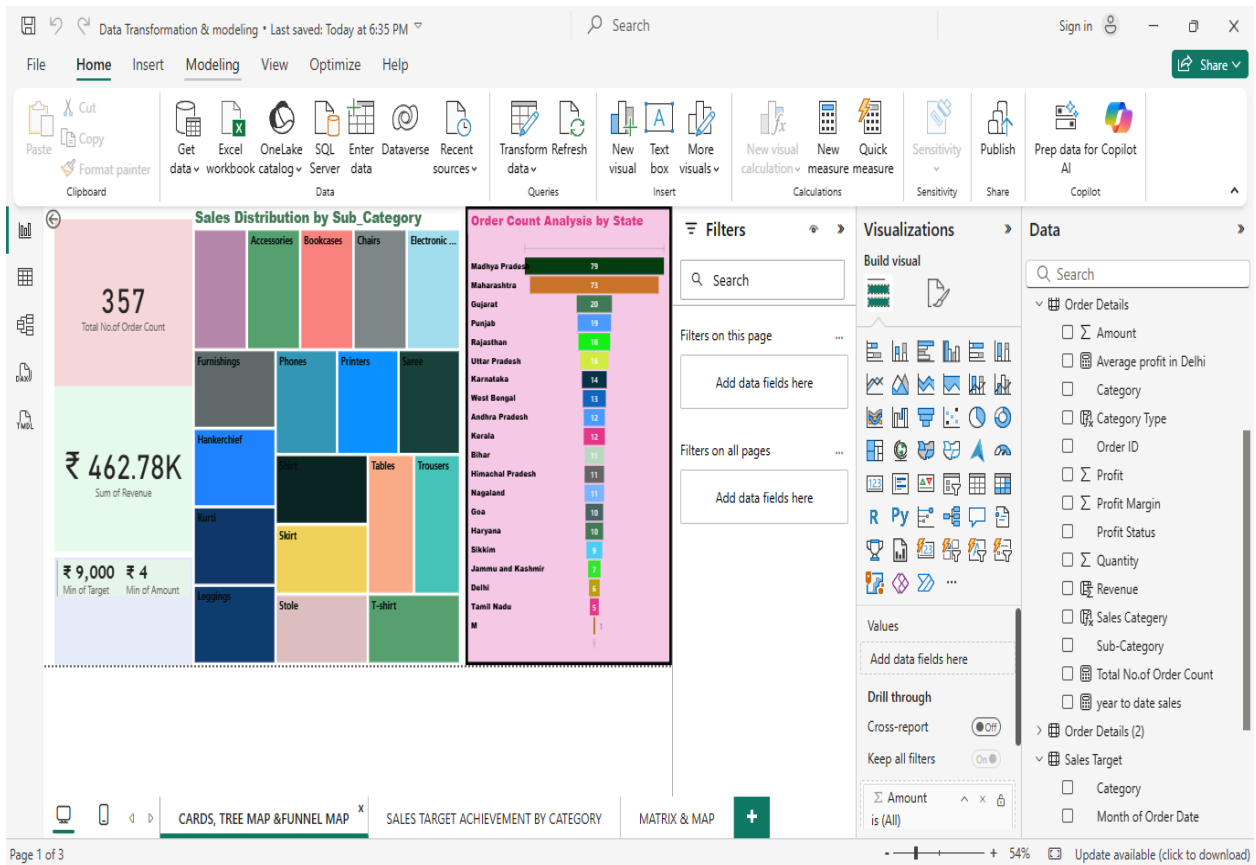 Data Transformation & modeling • Last saved: Today at 6:35 PM
Search
Sign in
File Home Insert Modeling View Optimize Help
Share
Paste
Cut
Copy
Format painter
Clipboard
Get data
Excel workbook
OneLake catalog
SQL Server
Enter data
Dataverse
Recent sources
Data
Transform data
Refresh
Queries
New visual
Text box
More visuals
Insert
New visual calculation
New measure
Quick measure
Calculations
Sensitivity
Sensitivity
Publish
Share
Prep data for AI
Copilot
Copilot
357
Total No.of Order Count
₹ 462.78K
Sum of Revenue
₹ 9,000 ₹ 4
Min of Target Min of Amount
Sales Distribution by Sub_Category
Accessories
Bookcases
Chairs
Electronic ...
Furnishings
Phones
Printers
Saree
Hankerchief
Shirt
Tables
Trousers
Kurti
Skirt
Leggings
Stole
T-shirt
Order Count Analysis by State
Madhya Pradesh 79
Maharashtra 73
Gujarat 20
Punjab 19
Rajasthan 18
Uttar Pradesh 16
Karnataka 14
West Bengal 13
Andhra Pradesh 12
Kerala 12
Bihar 11
Himachal Pradesh 11
Nagaland 11
Goa 10
Haryana 10
Sikkim 9
Jammu and Kashmir 7
Delhi 6
Tamil Nadu 5
M 1
Filters
Search
Filters on this page ...
Add data fields here
Filters on all pages ...
Add data fields here
Visualizations
Build visual
R Py
123
...
Values
Add data fields here
Drill through
Cross-report Off
Keep all filters On
Σ Amount
is (All)
Data
Search
Order Details
Σ Amount
Average profit in Delhi
Category
Category Type
Order ID
Σ Profit
Σ Profit Margin
Profit Status
Σ Quantity
Revenue
Sales Categery
Sub-Category
Total No.of Order Count
year to date sales
Order Details (2)
Sales Target
Category
Month of Order Date
DAX
TMDL
CARDS, TREE MAP &FUNNEL MAP x
SALES TARGET ACHIEVEMENT BY CATEGORY
MATRIX & MAP
+
Page 1 of 3
- + 54%
Update available (click to download)